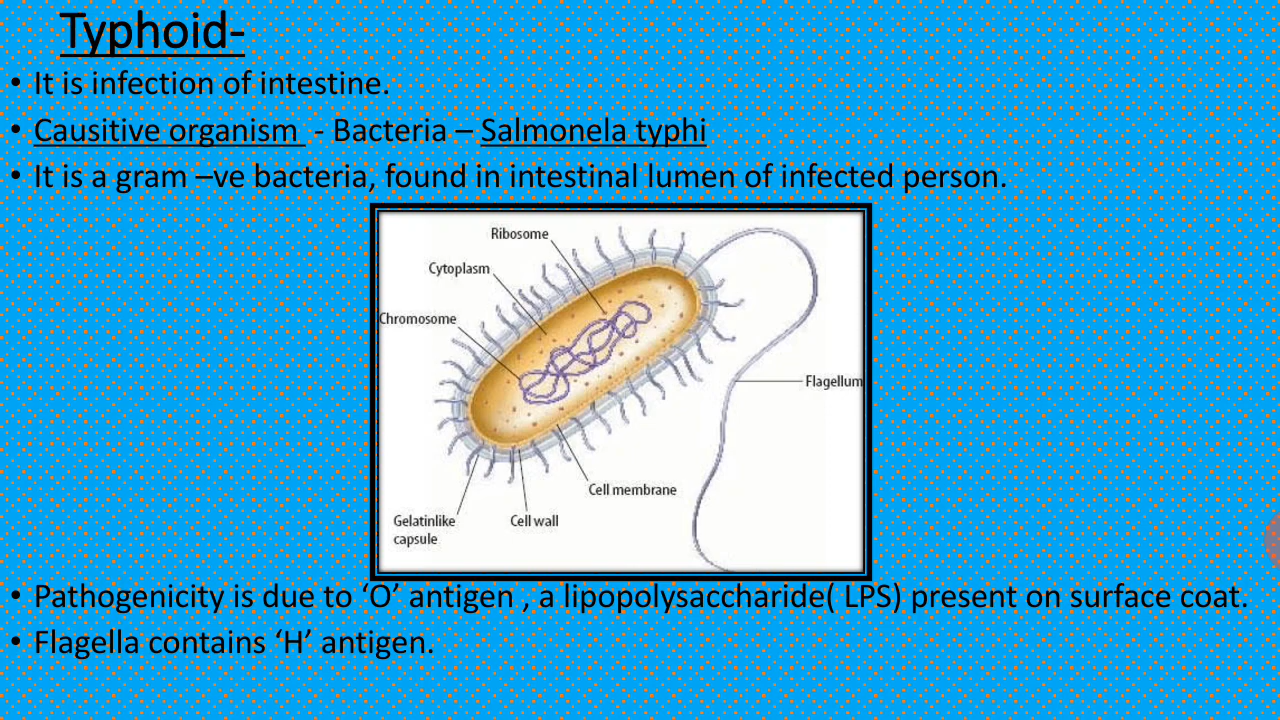 Typhoid-
• It is infection of intestine.
• Causitive organism - Bacteria – Salmonela typhi
• It is a gram –ve bacteria, found in intestinal lumen of infected person.
Ribosome
Cytoplasm
Chromosome
Flagellum
Cell membrane
Gelatinlike
capsule
Cell wall
• Pathogenicity is due to ‘O’ antigen , a lipopolysaccharide( LPS) present on surface coat.
• Flagella contains ‘H’ antigen.